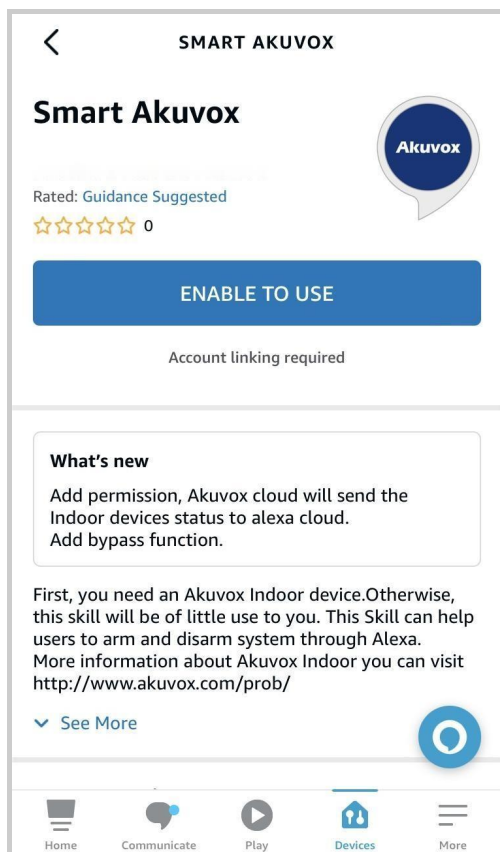 SMART AKUVOX
Smart Akuvox
Akuvox
Rated: Guidance Suggested
0
ENABLE TO USE
Account linking required
What's new
Add permission, Akuvox cloud will send the
Indoor devices status to alexa cloud.
Add bypass function.
First, you need an Akuvox Indoor device.Otherwise,
this skill will be of little use to you. This Skill can help
users to arm and disarm system through Alexa.
More information about Akuvox Indoor you can visit
http://www.akuvox.com/prob/
See More
Home Communicate Play Devices More